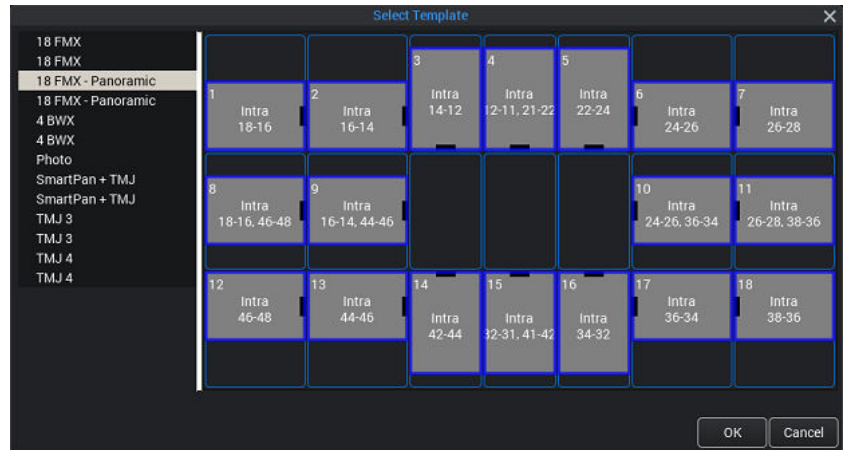 Select Template
18 FMX
18 FMX
18 FMX - Panoramic
18 FMX - Panoramic
4 BWX
4 BWX
Photo
SmartPan + TMJ
SmartPan + TMJ
TMJ 3
TMJ 3
TMJ 4
TMJ 4
1
Intra
18-16
2
Intra
16-14
3
Intra
14-12
4
Intra
12-11, 21-22
5
Intra
22-24
6
Intra
24-26
7
Intra
26-28
8
Intra
18-16, 46-48
9
Intra
16-14, 44-46
10
Intra
24-26, 36-34
11
Intra
26-28, 38-36
12
Intra
46-48
13
Intra
44-46
14
Intra
42-44
15
Intra
32-31, 41-42
16
Intra
34-32
17
Intra
36-34
18
Intra
38-36
OK
Cancel